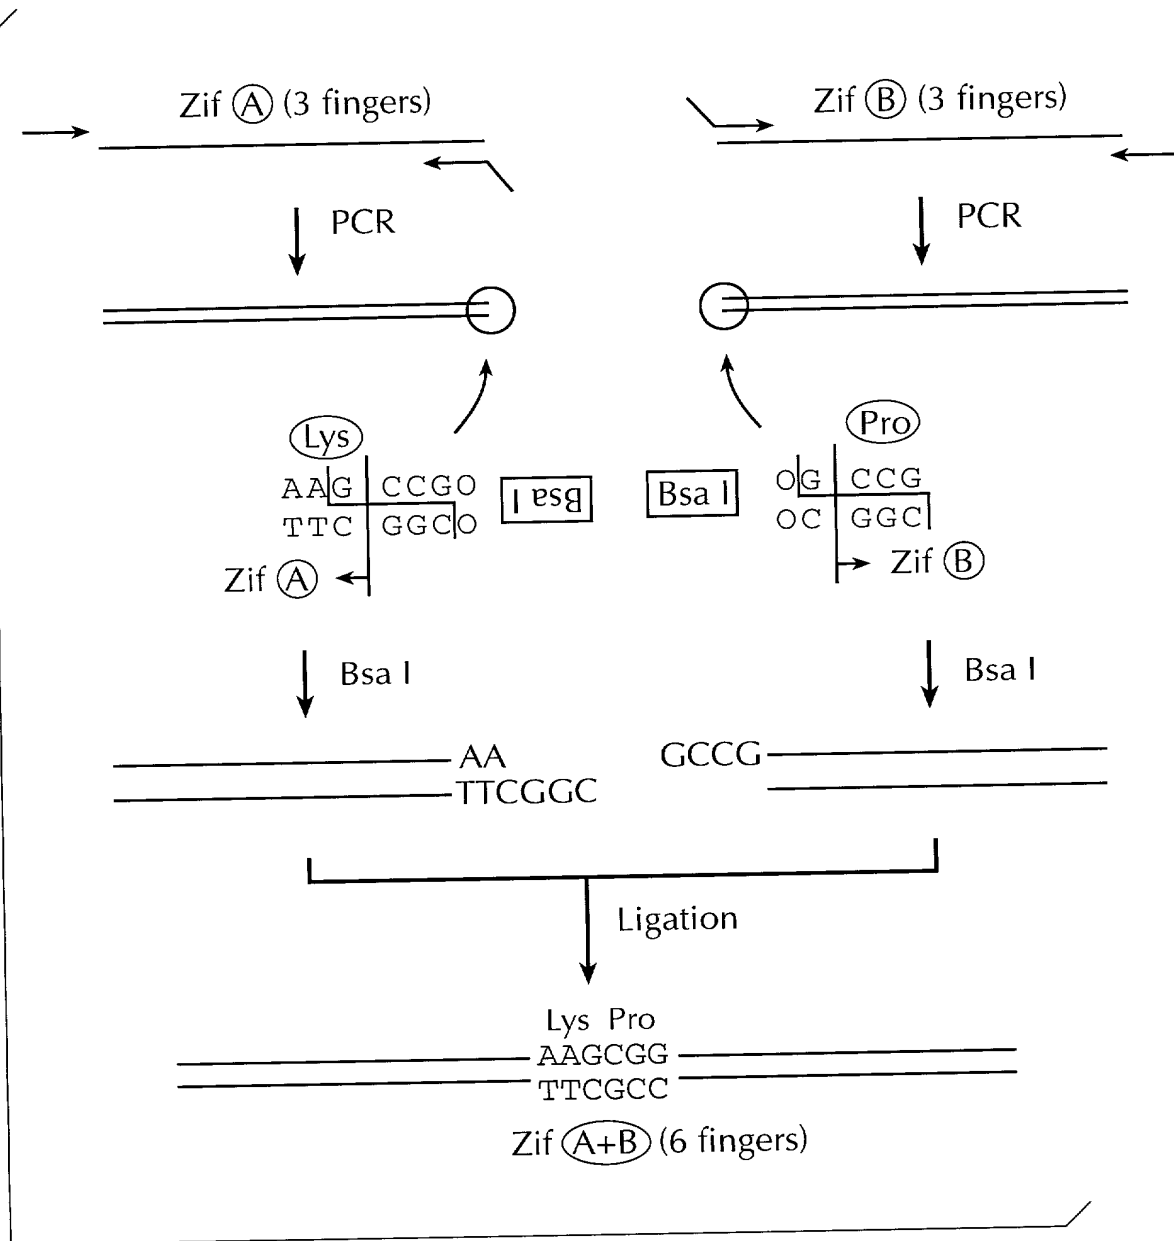 Zif A (3 fingers)
Zif B (3 fingers)
PCR
PCR
Lys
Pro
AAG CCGO
TTC GGCO
Bsa I
Bsa I
OG CCG
OC GGC
Zif A
Zif B
Bsa I
Bsa I
AA
TTCGGC
GCCG
Ligation
Lys Pro
AAGCGG
TTCGCC
Zif A+B (6 fingers)